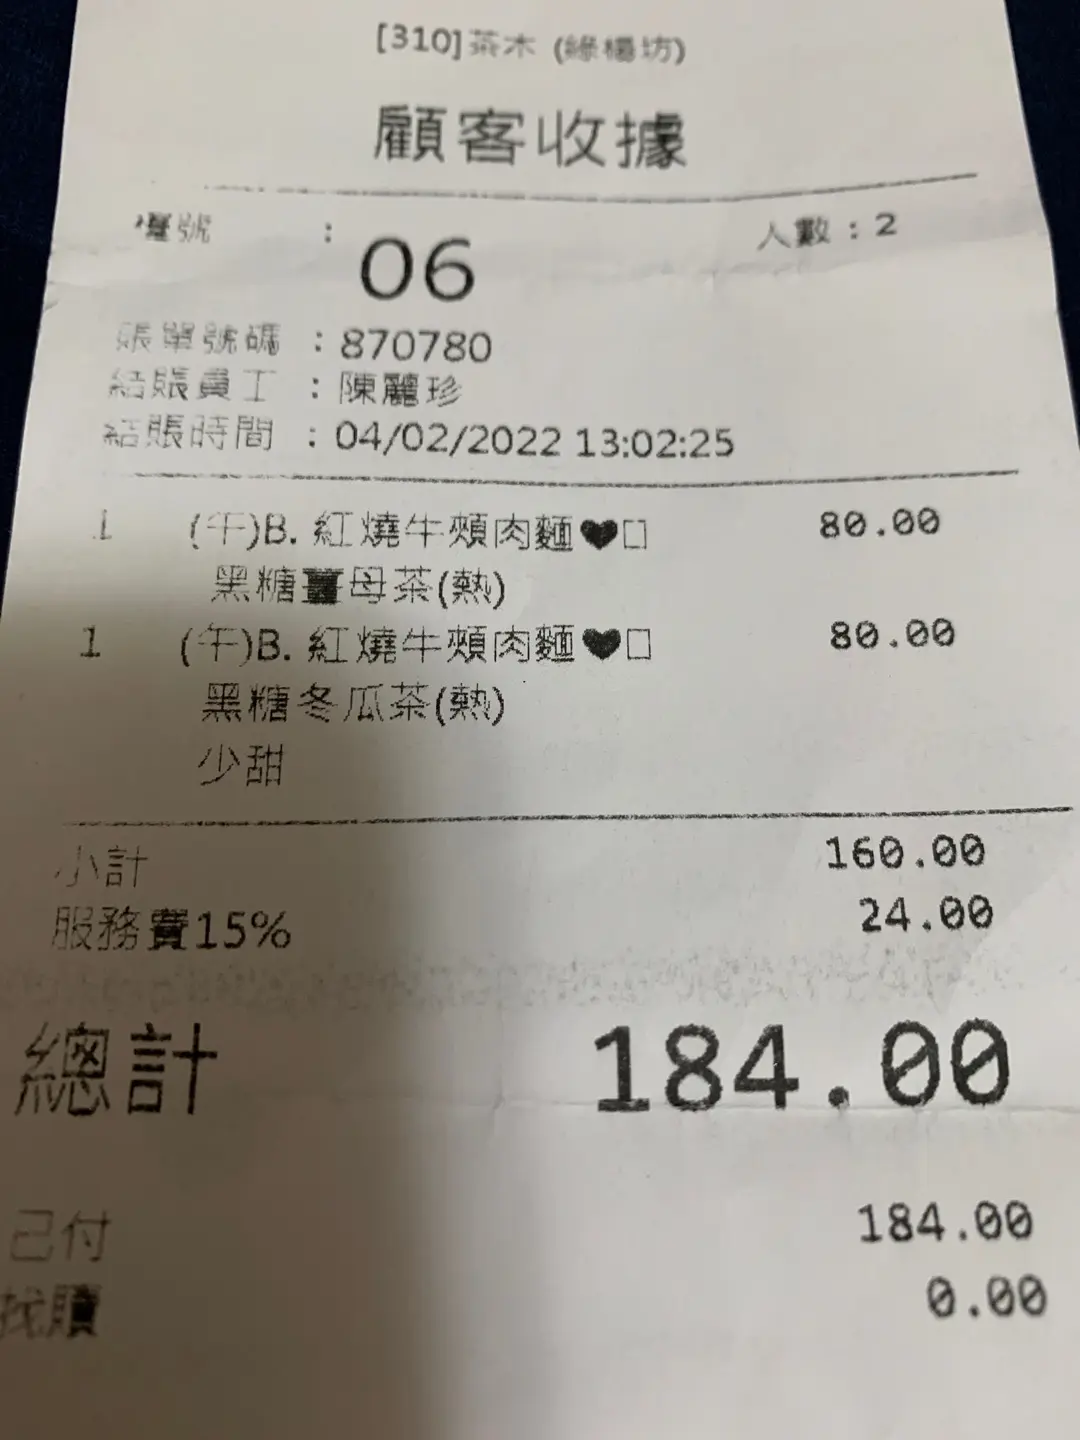 [310]茶木 (綠楊坊)
顧客收據
檯號 : 06 人數 : 2
賬單號碼 : 870780
結賬員工 : 陳麗珍
結賬時間 : 04/02/2022 13:02:25
1 (午)B. 紅燒牛頰肉麵♥□ 80.00
黑糖薑母茶(熱)
1 (午)B. 紅燒牛頰肉麵♥□ 80.00
黑糖冬瓜茶(熱)
少甜
小計 160.00
服務費15% 24.00
總計 184.00
已付 184.00
找贖 0.00